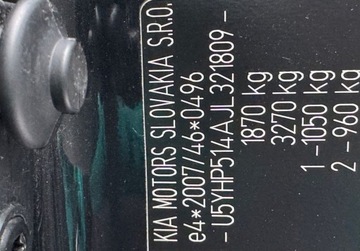 KIA MOTORS SLOVAKIA S.R.O.
e4*2007/46*0496
- U5YHP514AJL321809 -
1870 kg
3270 kg
1 -1050 kg
2 - 960 kg